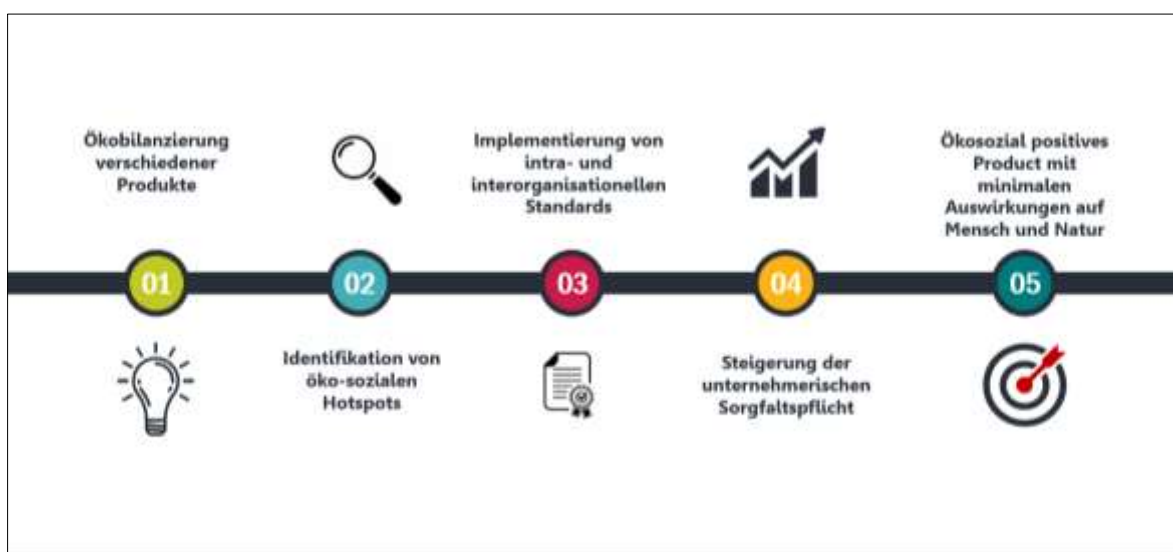 Ökobilanzierung
verschiedener
Produkte
01
02
Identifikation von
öko-sozialen
Hotspots
Implementierung von
intra- und
interorganisationellen
Standards
03
04
Steigerung der
unternehmerischen
Sorgfaltspflicht
Ökosozial positives
Product mit
minimalen
Auswirkungen auf
Mensch und Natur
05